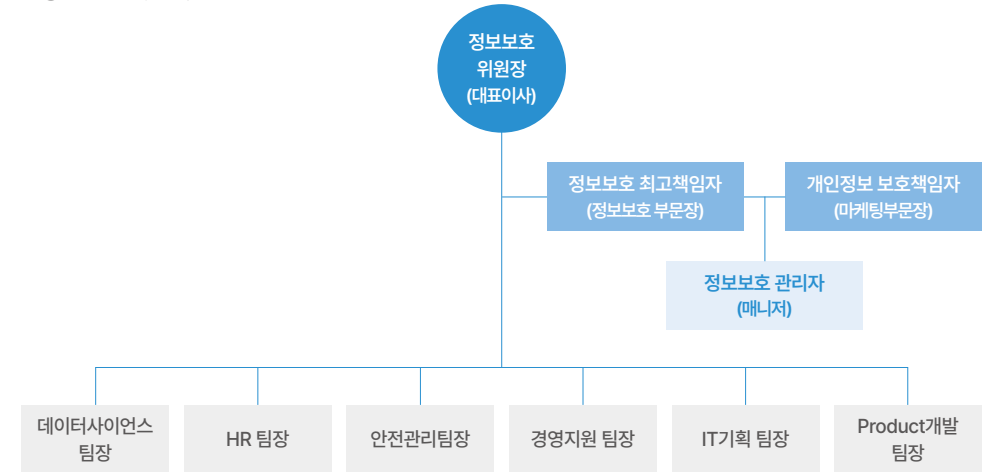 정보보호
위원장
(대표이사)
정보보호 최고책임자
(정보보호 부문장)
개인정보 보호책임자
(마케팅부문장)
정보보호 관리자
(매니저)
데이터사이언스
팀장
HR 팀장
안전관리팀장
경영지원 팀장
IT기획 팀장
Product개발
팀장